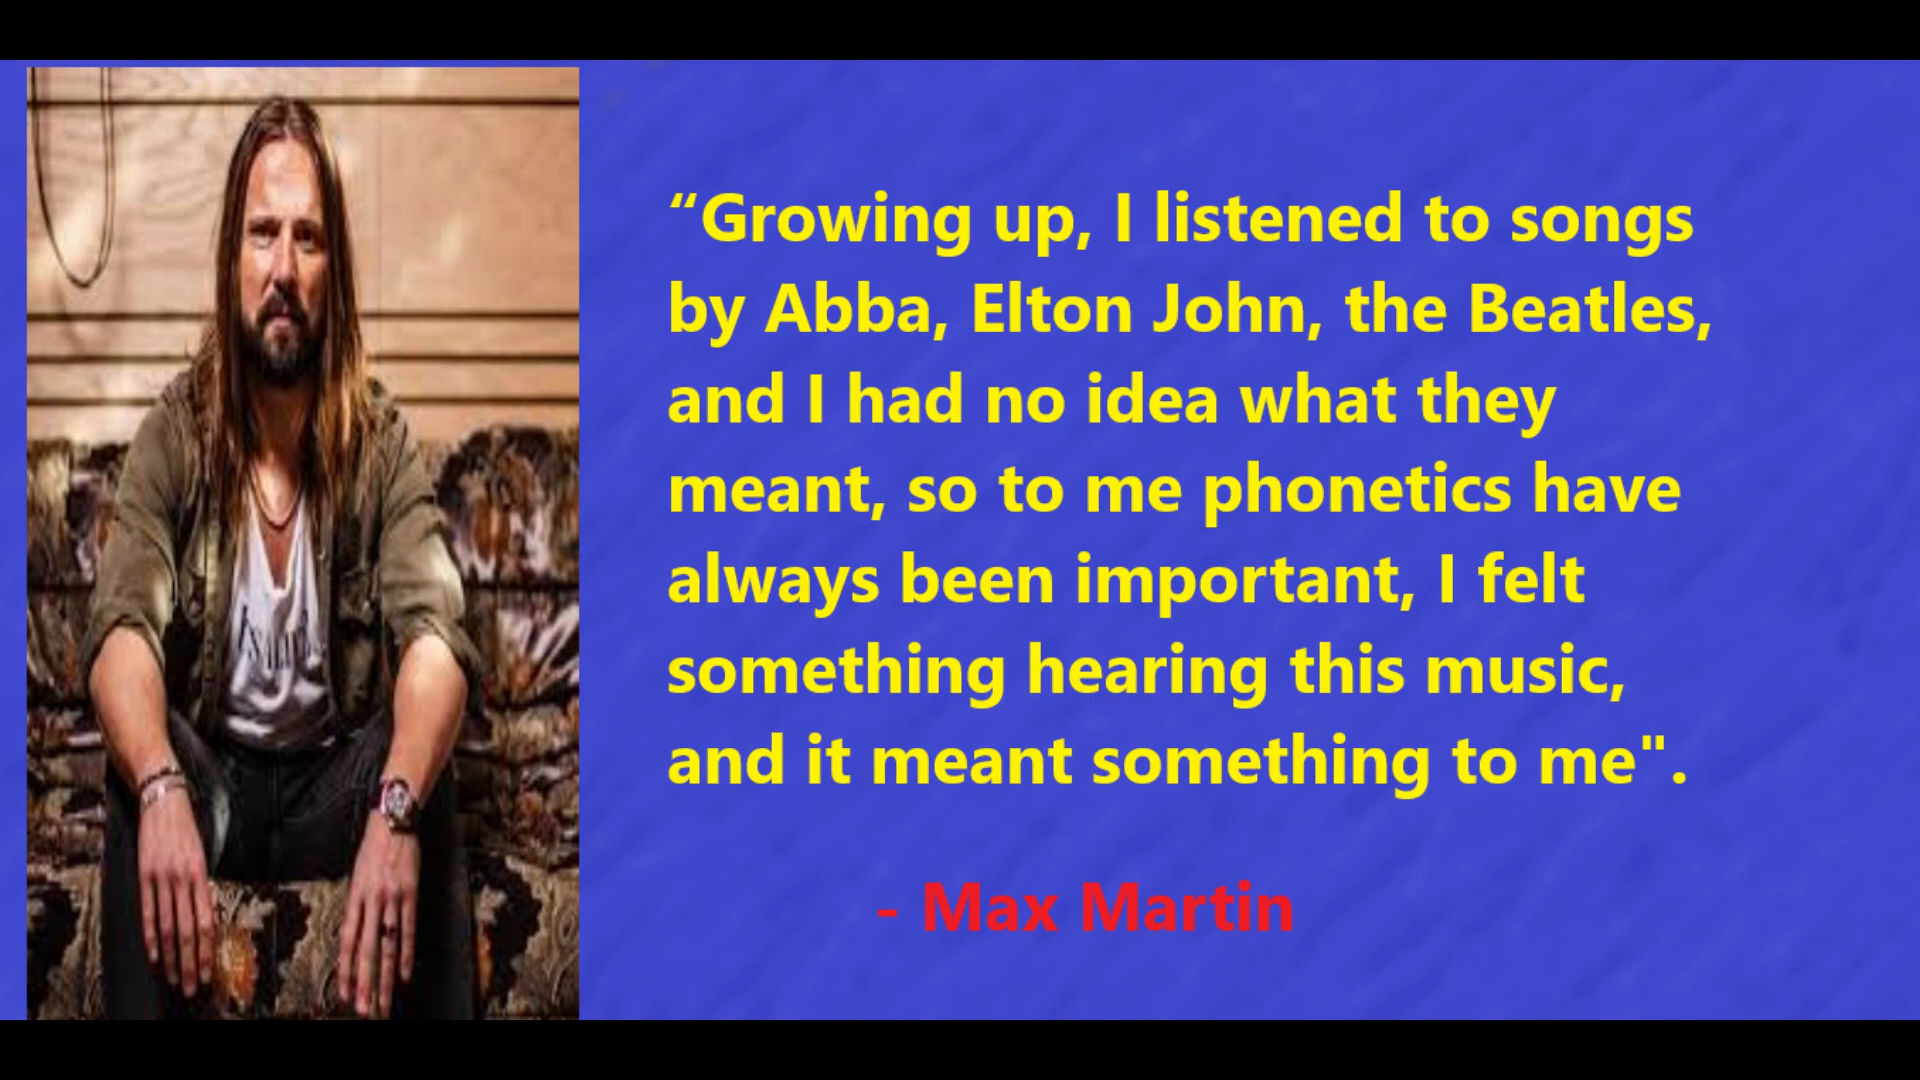 “Growing up, I listened to songs
by Abba, Elton John, the Beatles,
and I had no idea what they
meant, so to me phonetics have
always been important, I felt
something hearing this music,
and it meant something to me".
- Max Martin